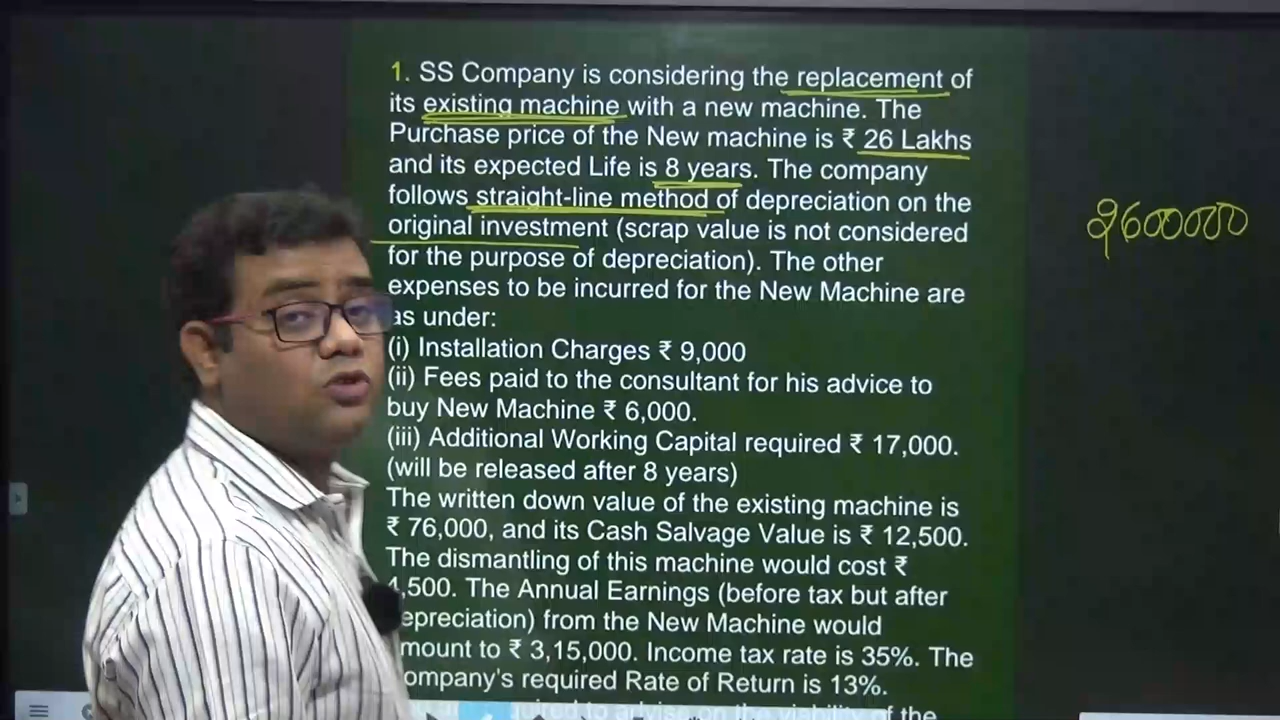 1. SS Company is considering the replacement of
its existing machine with a new machine. The
Purchase price of the New machine is ₹ 26 Lakhs
and its expected Life is 8 years. The company
follows straight-line method of depreciation on the
original investment (scrap value is not considered
for the purpose of depreciation). The other
expenses to be incurred for the New Machine are
as under:
(i) Installation Charges ₹ 9,000
(ii) Fees paid to the consultant for his advice to
buy New Machine ₹ 6,000.
(iii) Additional Working Capital required ₹ 17,000.
(will be released after 8 years)
The written down value of the existing machine is
₹ 76,000, and its Cash Salvage Value is ₹ 12,500.
The dismantling of this machine would cost ₹
4,500. The Annual Earnings (before tax but after
epreciation) from the New Machine would
mount to ₹ 3,15,000. Income tax rate is 35%. The
ompany's required Rate of Return is 13%.
to advise on the viability of the
2600000